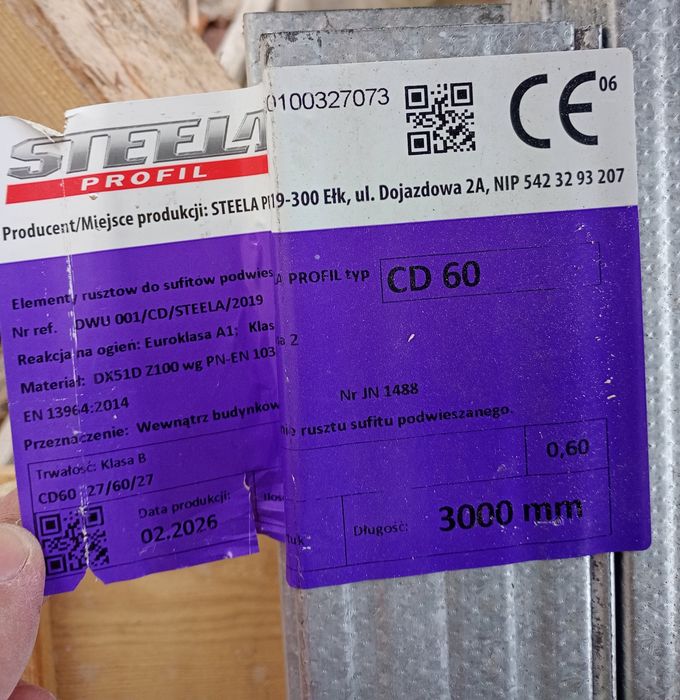 0100327073
CE 06
STEELA
PROFIL
Producent/Miejsce produkcji: STEELA P 19-300 Ełk, ul. Dojazdowa 2A, NIP 542 32 93 207
Elementy rusztów do sufitów podwies A PROFIL typ CD 60
Nr ref. DWU 001/CD/STEELA/2019
Reakcja na ogień: Euroklasa A1; Klas a 2
Materiał: DX51D Z100 wg PN-EN 103
EN 13964:2014 Nr JN 1488
Przeznaczenie: Wewnątrz budynków nie rusztu sufitu podwieszanego.
Trwałość: Klasa B
CD60 27/60/27 0,60
Data produkcji:
02.2026
Długość: 3000 mm